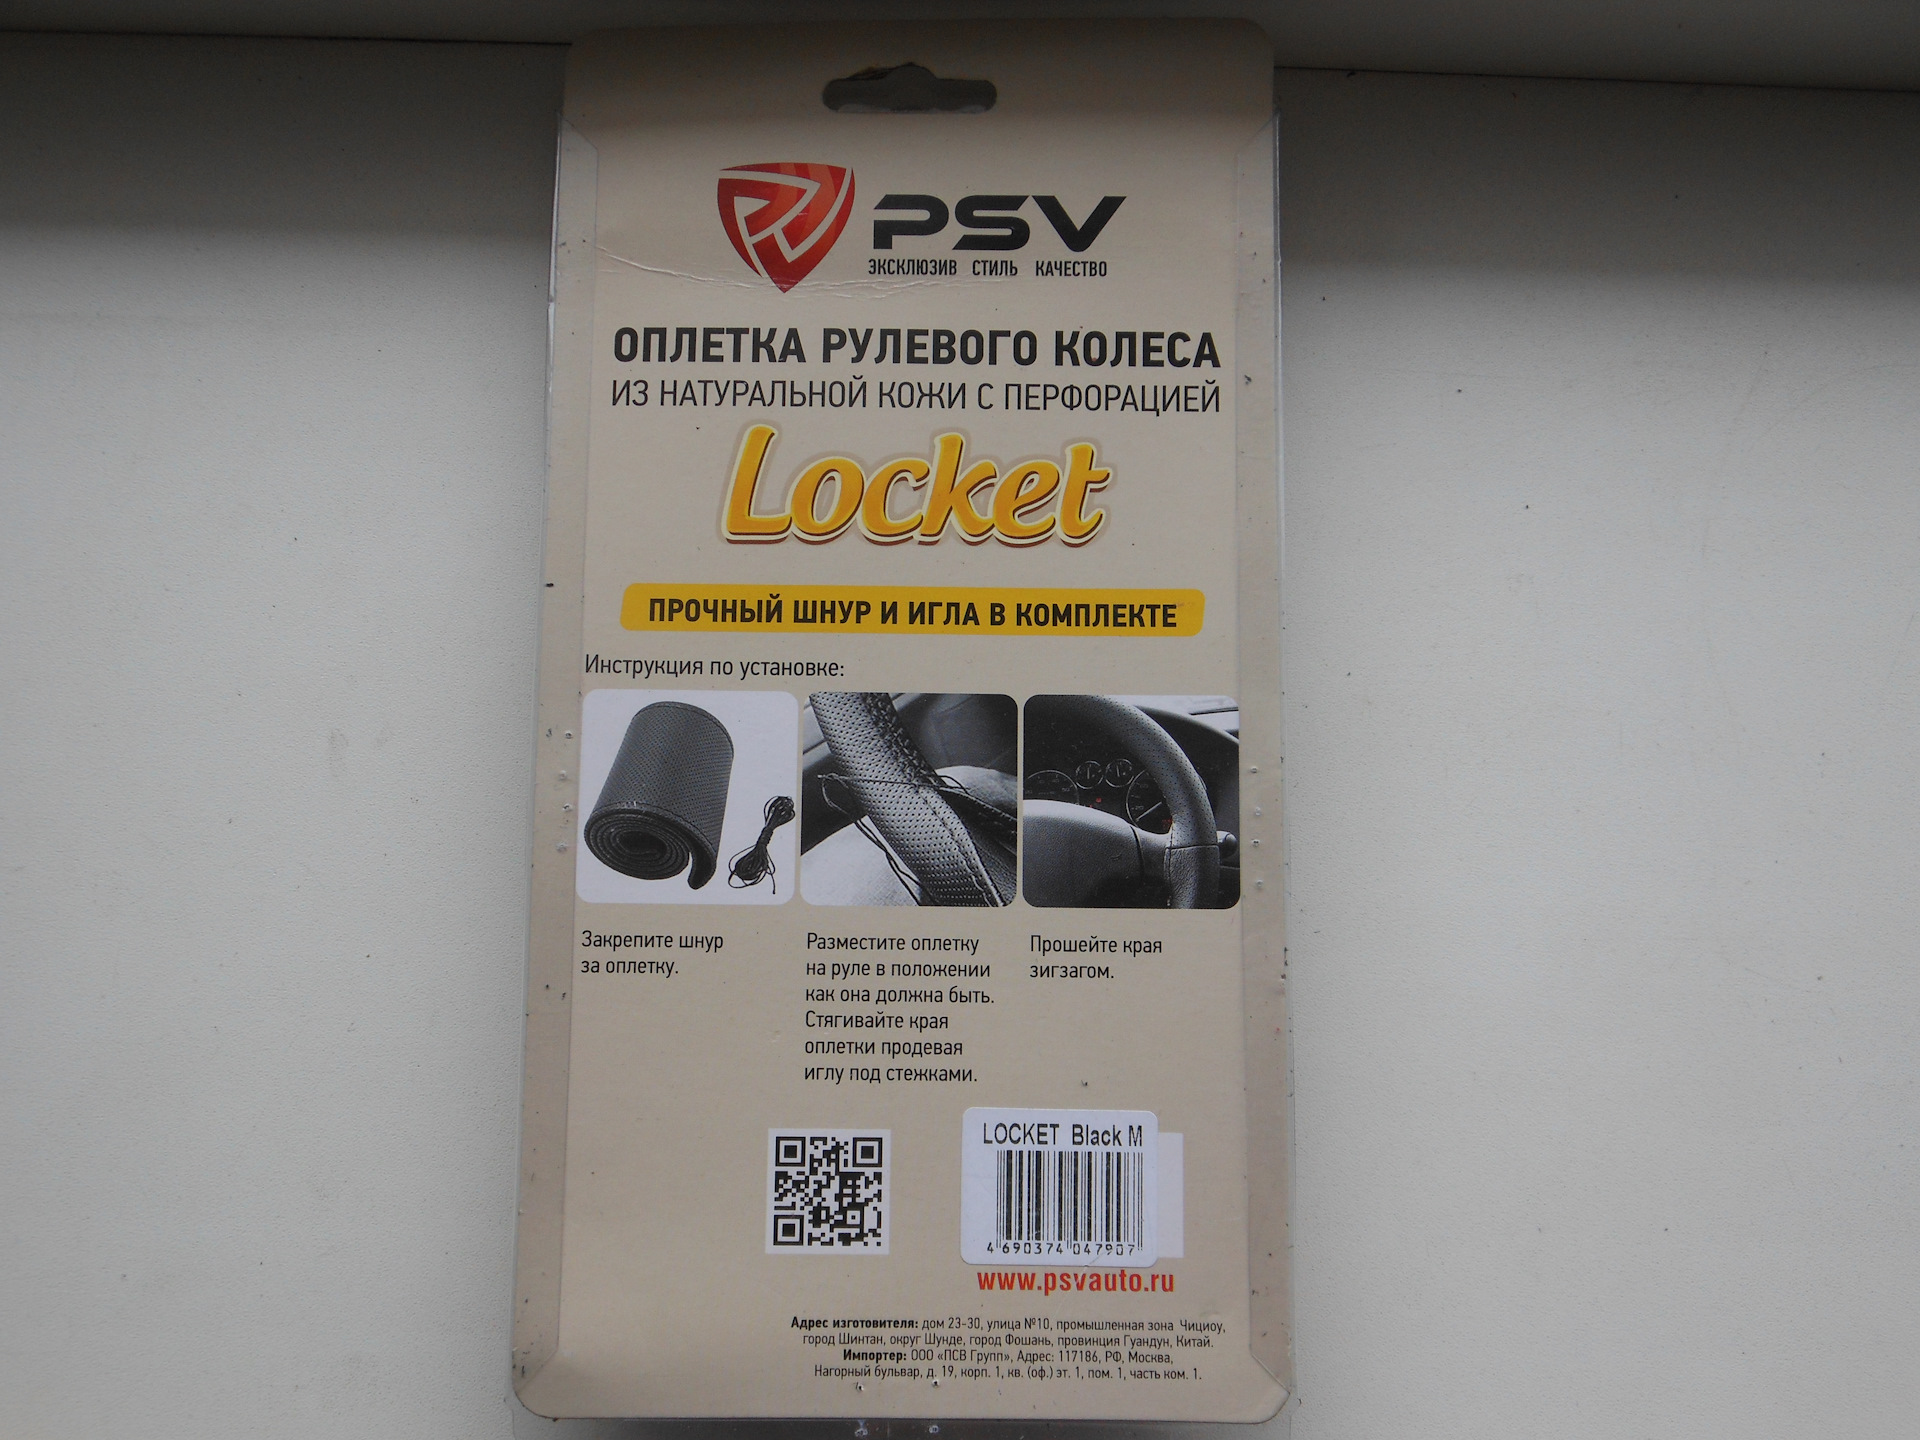 PSV
ЭКСКЛЮЗИВ СТИЛЬ КАЧЕСТВО
ОПЛЕТКА РУЛЕВОГО КОЛЕСА
ИЗ НАТУРАЛЬНОЙ КОЖИ С ПЕРФОРАЦИЕЙ
Locket
ПРОЧНЫЙ ШНУР И ИГЛА В КОМПЛЕКТЕ
Инструкция по установке:
Закрепите шнур
за оплетку.
Разместите оплетку
на руле в положении
как она должна быть.
Стягивайте края
оплетки продевая
иглу под стежками.
Прошейте края
зигзагом.
LOCKET Black M
4 690374 047907
www.psvauto.ru
Адрес изготовителя: дом 23-30, улица №10, промышленная зона Чициоу,
город Шинтан, округ Шунде, город Фошань, провинция Гуандун, Китай.
Импортер: ООО «ПСВ Групп», Адрес: 117186, РФ, Москва,
Нагорный бульвар, д. 19, корп. 1, кв. (оф.) эт. 1, пом. 1, часть ком. 1.